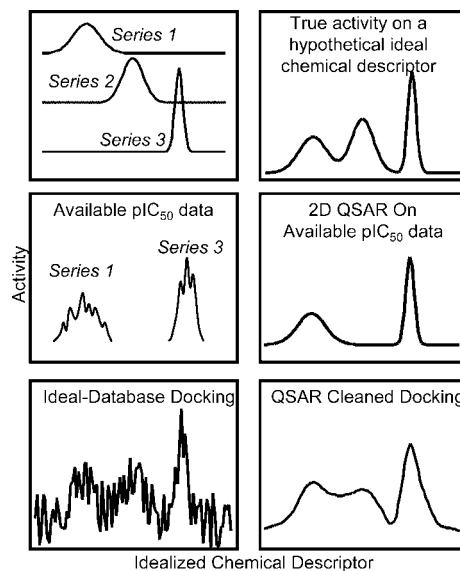 Series 1
Series 2
Series 3
True activity on a
hypothetical ideal
chemical descriptor
Available pIC50 data
Series 1
Series 3
2D QSAR On
Available pIC50 data
Activity
Ideal-Database Docking
QSAR Cleaned Docking
Idealized Chemical Descriptor